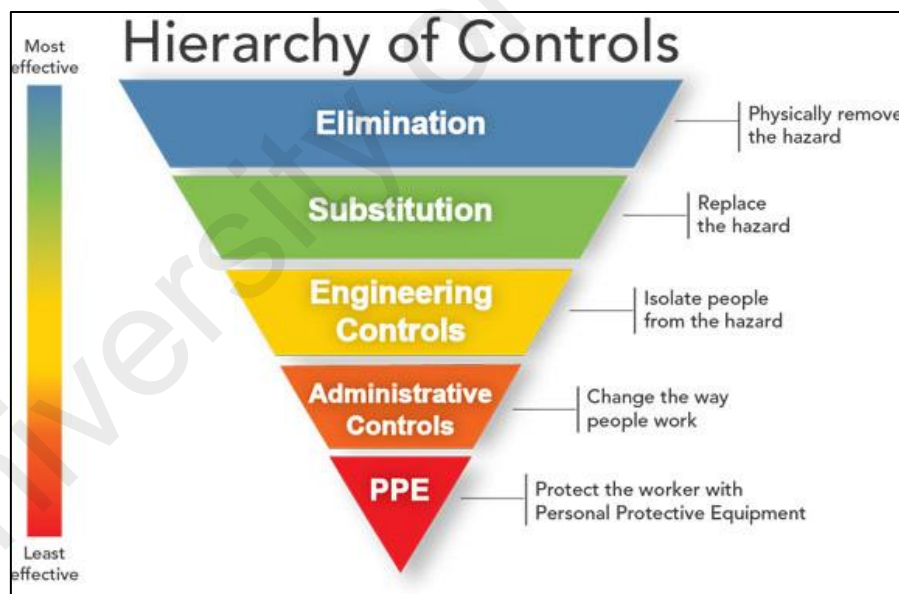 Hierarchy of Controls
Most
effective
Elimination
Physically remove
the hazard
Substitution
Replace
the hazard
Engineering
Controls
Isolate people
from the hazard
Administrative
Controls
Change the way
people work
PPE
Protect the worker with
Personal Protective Equipment
Least
effective